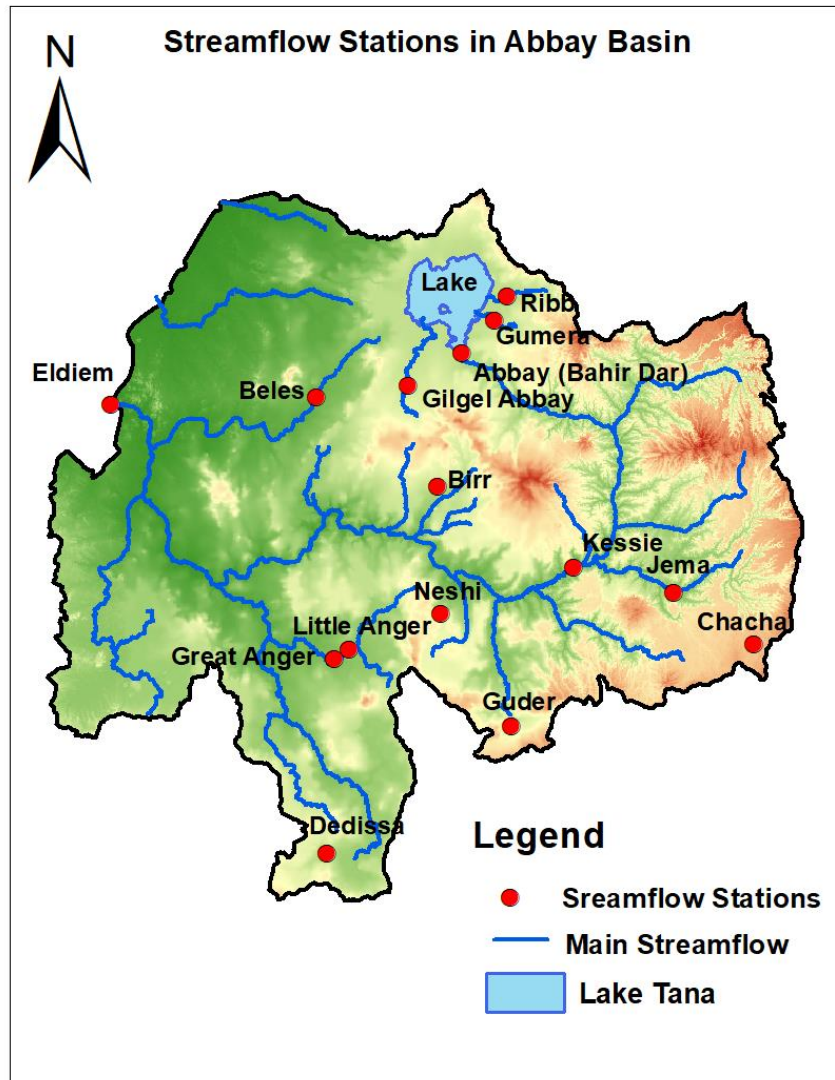 Streamflow Stations in Abbay Basin
N
Lake
Ribb
Gumera
Eldiem
Beles
Abbay (Bahir Dar)
Gilgel Abbay
Birr
Kessie
Jema
Neshi
Little Anger
Chacha
Great Anger
Guder
Dedissa
Legend
Sreamflow Stations
Main Streamflow
Lake Tana